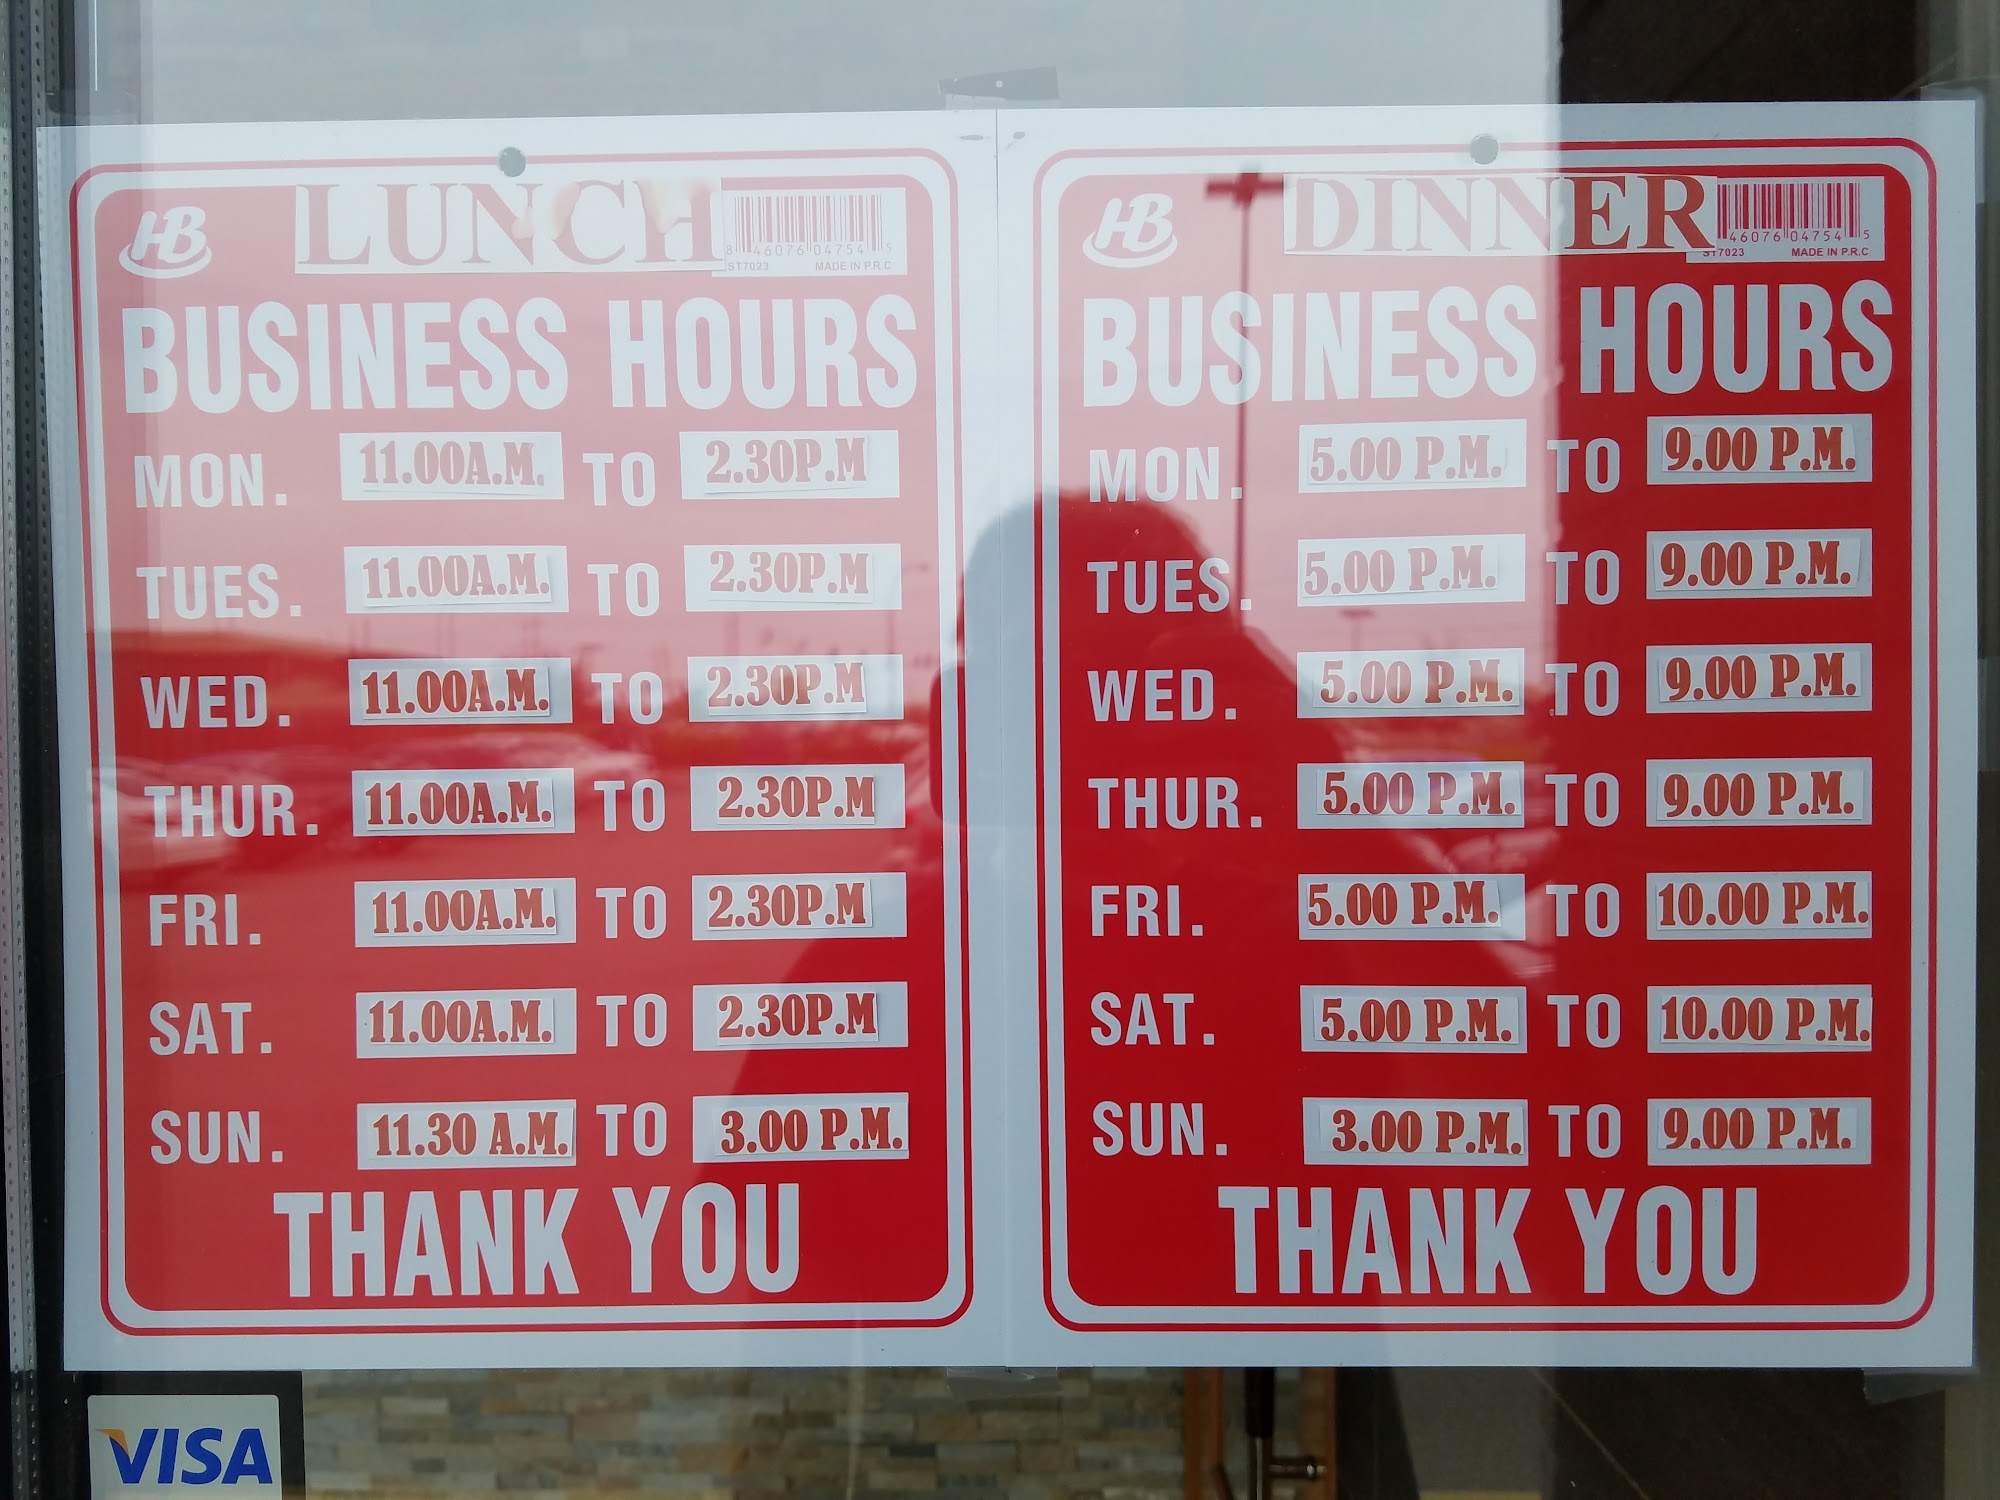 HB LUNCH
8 46076 04754 5
ST7023 MADE IN P.R.C
BUSINESS HOURS
MON. 11.00A.M. TO 2.30P.M
TUES. 11.00A.M. TO 2.30P.M
WED. 11.00A.M. TO 2.30P.M
THUR. 11.00A.M. TO 2.30P.M
FRI. 11.00A.M. TO 2.30P.M
SAT. 11.00A.M. TO 2.30P.M
SUN. 11.30 A.M. TO 3.00 P.M.
THANK YOU
HB DINNER
46076 04754 5
ST7023 MADE IN P.R.C
BUSINESS HOURS
MON. 5.00 P.M. TO 9.00 P.M.
TUES. 5.00 P.M. TO 9.00 P.M.
WED. 5.00 P.M. TO 9.00 P.M.
THUR. 5.00 P.M. TO 9.00 P.M.
FRI. 5.00 P.M. TO 10.00 P.M.
SAT. 5.00 P.M. TO 10.00 P.M.
SUN. 3.00 P.M. TO 9.00 P.M.
THANK YOU
VISA